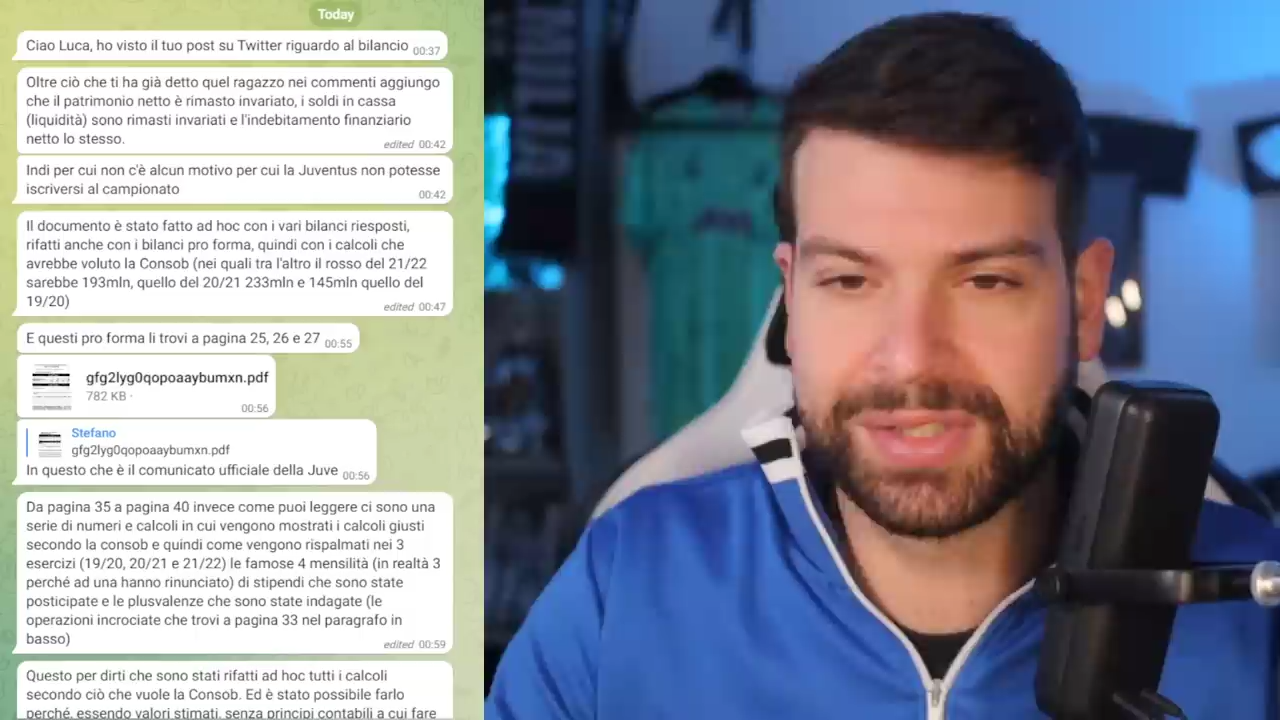 Today
Ciao Luca, ho visto il tuo post su Twitter riguardo al bilancio 00:37
Oltre ciò che ti ha già detto quel ragazzo nei commenti aggiungo
che il patrimonio netto è rimasto invariato, i soldi in cassa
(liquidità) sono rimasti invariati e l'indebitamento finanziario
netto lo stesso.
edited 00:42
Indi per cui non c'è alcun motivo per cui la Juventus non potesse
iscriversi al campionato
00:42
Il documento è stato fatto ad hoc con i vari bilanci riesposti,
rifatti anche con i bilanci pro forma, quindi con i calcoli che
avrebbe voluto la Consob (nei quali tra l'altro il rosso del 21/22
sarebbe 193mln, quello del 20/21 233mln e 145mln quello del
19/20)
edited 00:47
E questi pro forma li trovi a pagina 25, 26 e 27 00:55
gfg2lyg0qopoaaybumxn.pdf
782 KB ·
00:56
Stefano
gfg2lyg0qopoaaybumxn.pdf
In questo che è il comunicato ufficiale della Juve 00:56
Da pagina 35 a pagina 40 invece come puoi leggere ci sono una
serie di numeri e calcoli in cui vengono mostrati i calcoli giusti
secondo la consob e quindi come vengono rispalmati nei 3
esercizi (19/20, 20/21 e 21/22) le famose 4 mensilità (in realtà 3
perché ad una hanno rinunciato) di stipendi che sono state
posticipate e le plusvalenze che sono state indagate (le
operazioni incrociate che trovi a pagina 33 nel paragrafo in
basso)
edited 00:59
Questo per dirti che sono stati rifatti ad hoc tutti i calcoli
secondo ciò che vuole la Consob. Ed è stato possibile farlo
perché, essendo valori stimati, senza principi contabili a cui fare